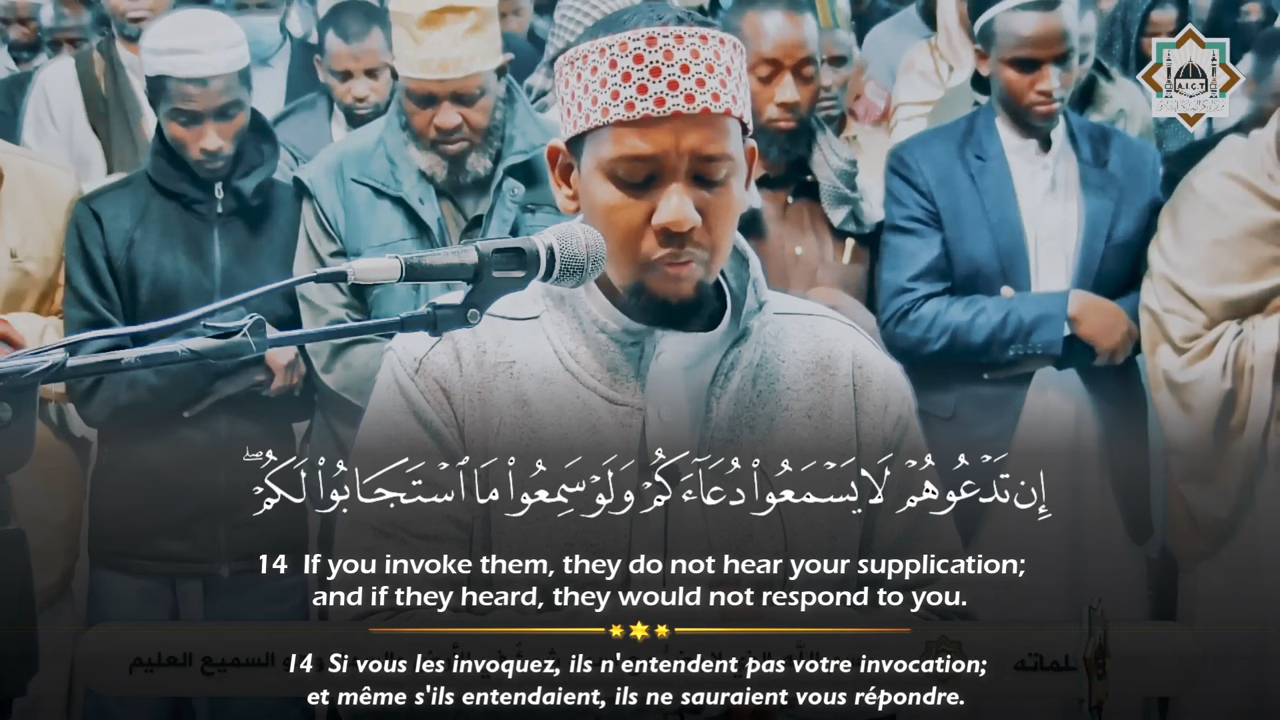 A.I.C.T
إِن تَدْعُوهُمْ لَا يَسْمَعُوا۟ دُعَآءَكُمْ وَلَوْ سَمِعُوا۟ مَا ٱسْتَجَابُوا۟ لَكُمْ ۖ
14 If you invoke them, they do not hear your supplication;
and if they heard, they would not respond to you.
14 Si vous les invoquez, ils n'entendent pas votre invocation;
et même s'ils entendaient, ils ne sauraient vous répondre.
السميع العليم